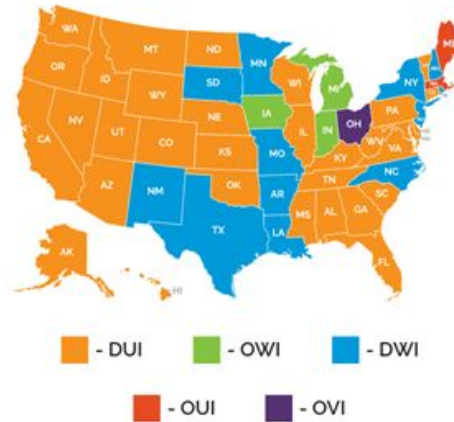 WA
MT
ND
MN
OR
ID
SD
WI
MI
NY
WY
IA
PA
NE
NV
IL
IN
OH
UT
CO
WV
VA
CA
KS
MO
KY
NC
TN
AZ
NM
OK
AR
SC
MS
AL
GA
TX
LA
AK
FL
HI
- DUI
- OWI
- DWI
- OUI
- OVI